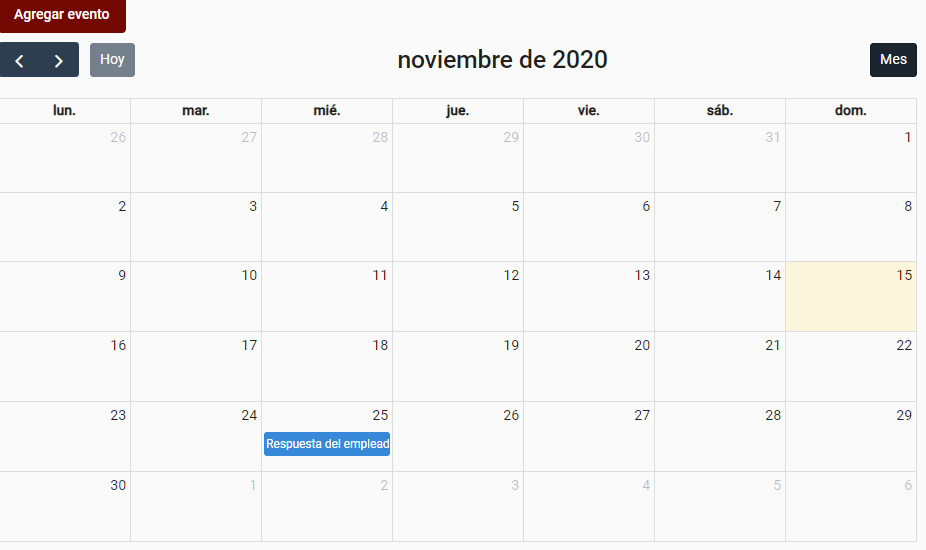 Agregar evento
Hoy
noviembre de 2020
Mes
lun. mar. mié. jue. vie. sáb. dom.
26 27 28 29 30 31 1
2 3 4 5 6 7 8
9 10 11 12 13 14 15
16 17 18 19 20 21 22
23 24 25 26 27 28 29
Respuesta del emplead
30 1 2 3 4 5 6